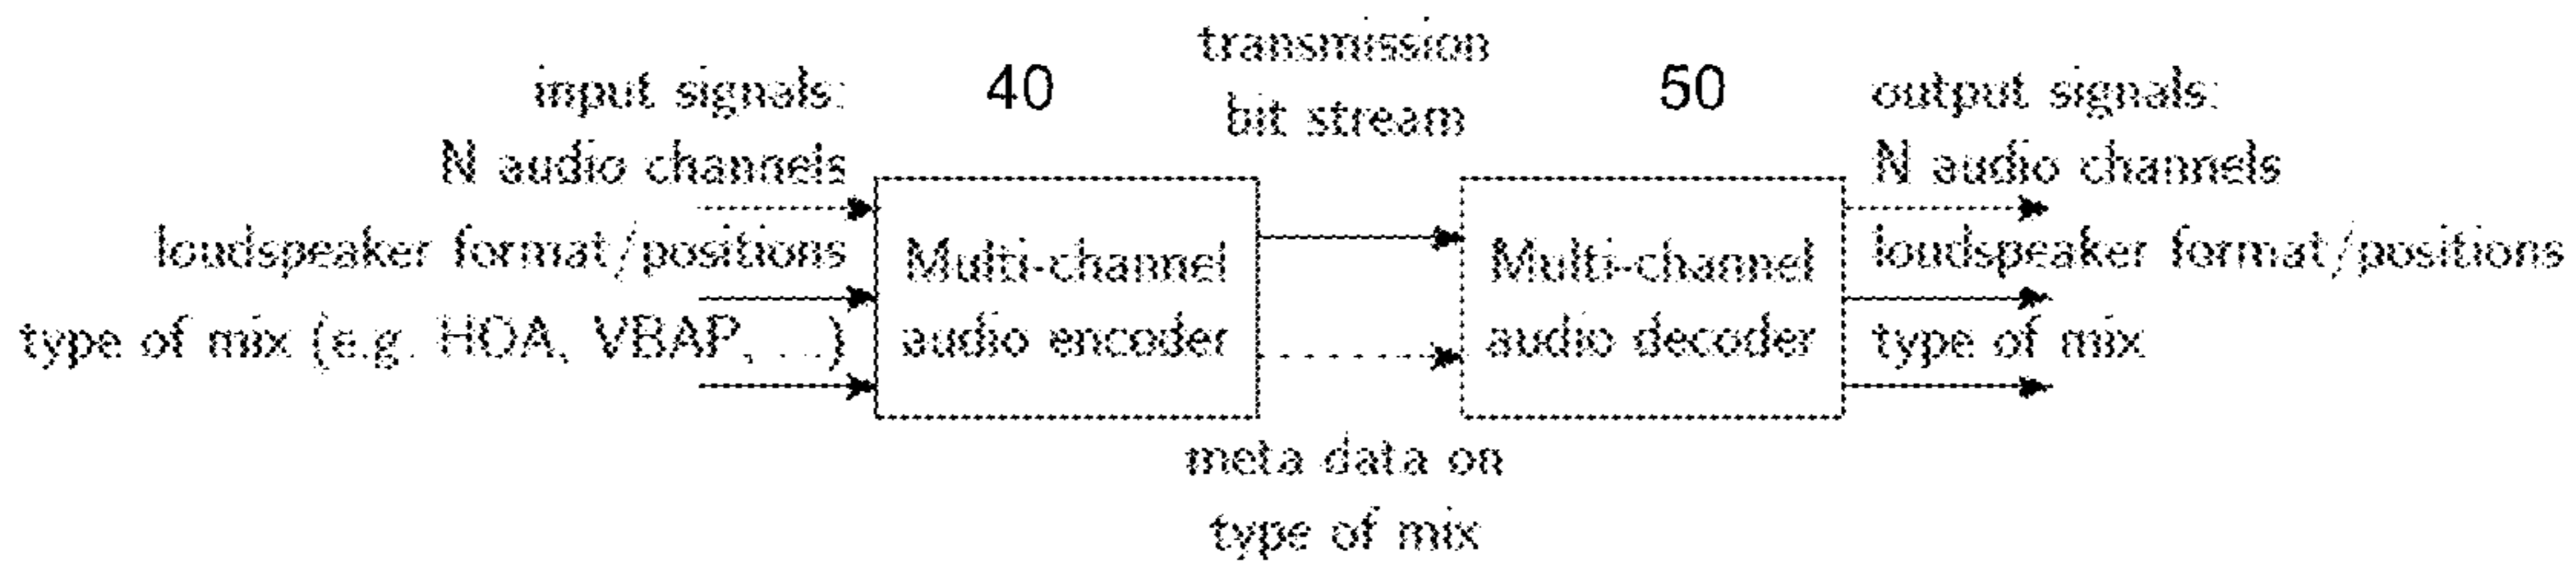 input signals:
N audio channels
loudspeaker format/positions
type of mix (e.g. HOA, VBAP, ...)
40
Multi-channel
audio encoder
transmission
bit stream
meta data on
type of mix
50
Multi-channel
audio decoder
output signals:
N audio channels
loudspeaker format/positions
type of mix